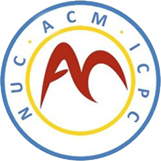 NUC · ACM · ICPC